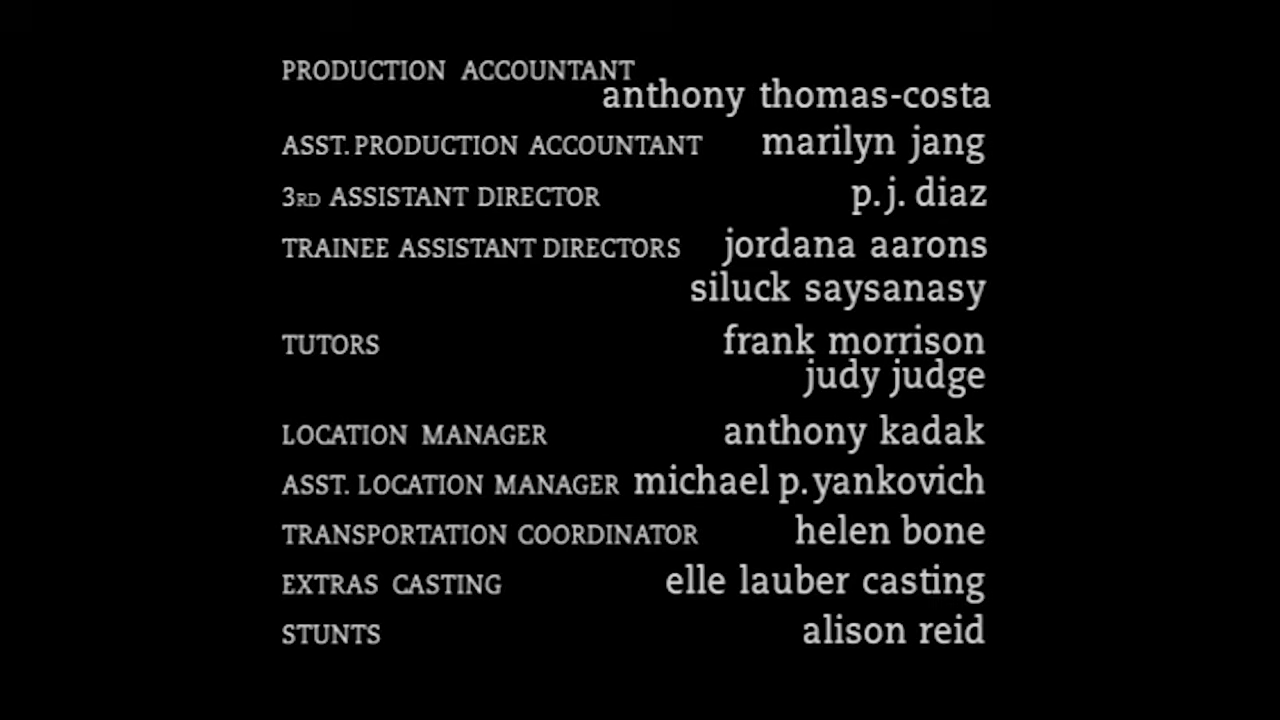 PRODUCTION ACCOUNTANT
anthony thomas-costa
ASST. PRODUCTION ACCOUNTANT marilyn jang
3RD ASSISTANT DIRECTOR p. j. diaz
TRAINEE ASSISTANT DIRECTORS jordana aarons
siluck saysanasy
TUTORS frank morrison
judy judge
LOCATION MANAGER anthony kadak
ASST. LOCATION MANAGER michael p. yankovich
TRANSPORTATION COORDINATOR helen bone
EXTRAS CASTING elle lauber casting
STUNTS alison reid